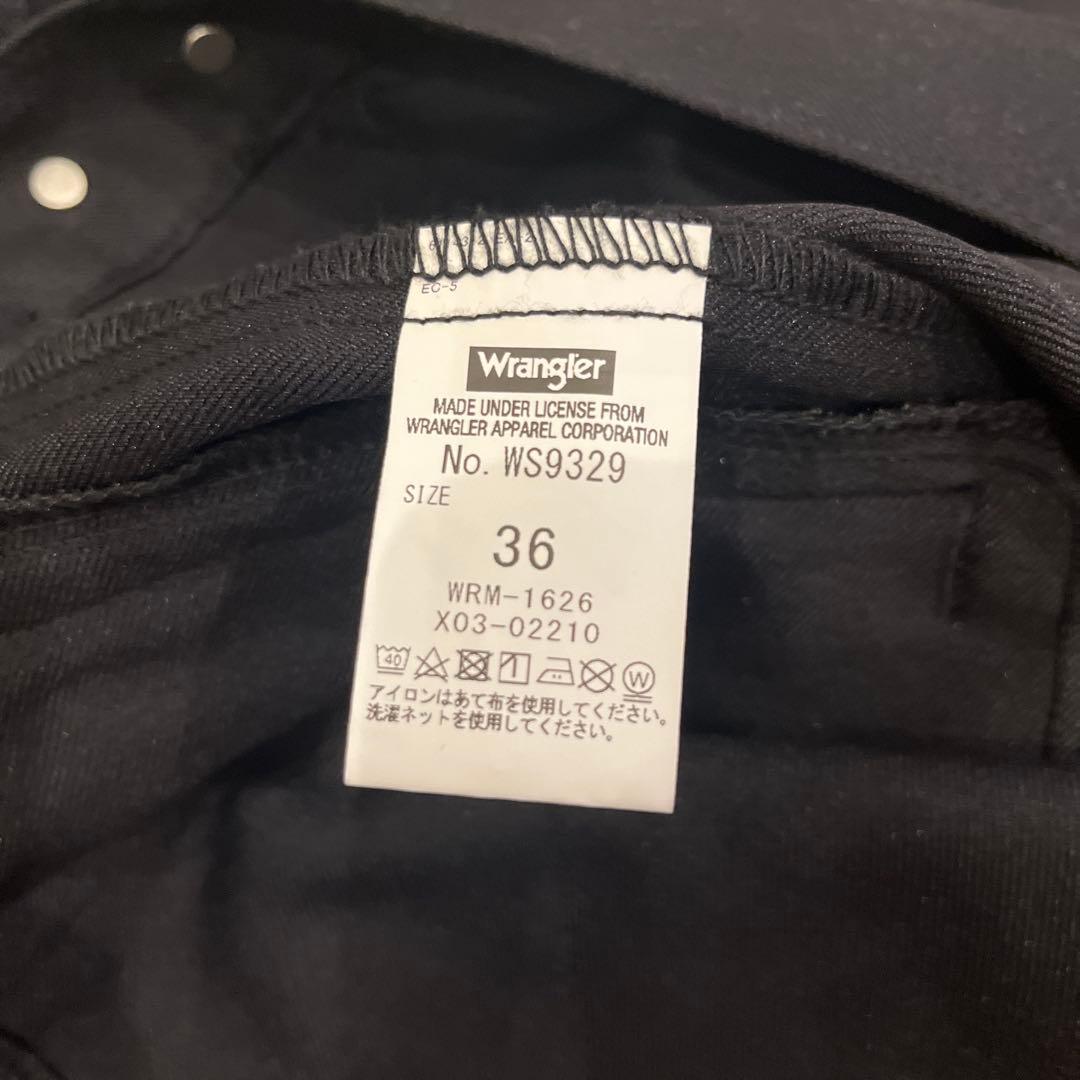 EC-5
Wrangler
MADE UNDER LICENSE FROM
WRANGLER APPAREL CORPORATION
No. WS9329
SIZE
36
WRM-1626
X03-02210
40 W
アイロンはあて布を使用してください。
洗濯ネットを使用してください。